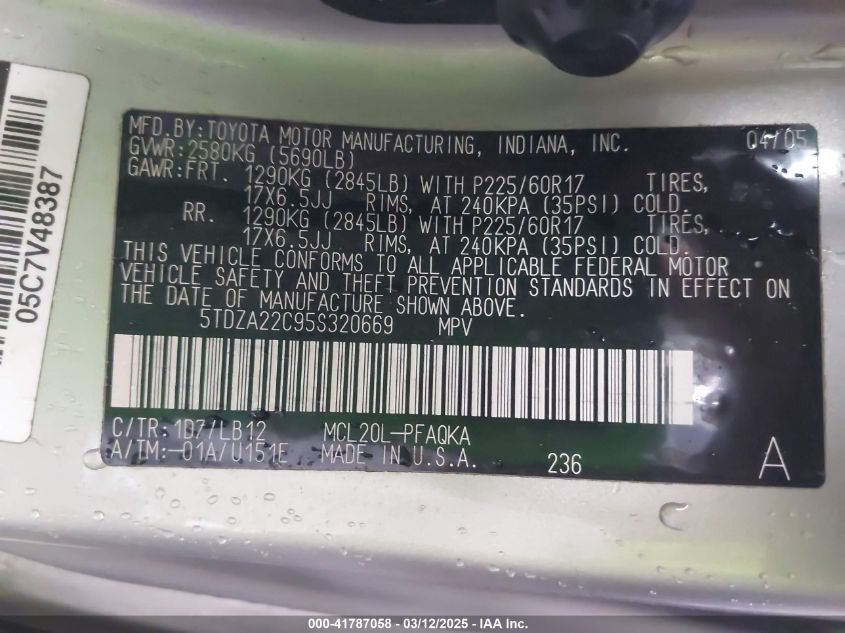 05C7V48387
MFD.BY:TOYOTA MOTOR MANUFACTURING, INDIANA, INC. 04/05
GVWR:2580KG (5690LB)
GAWR:FRT. 1290KG (2845LB) WITH P225/60R17 TIRES,
17X6.5JJ RIMS, AT 240KPA (35PSI) COLD.
RR. 1290KG (2845LB) WITH P225/60R17 TIRES,
17X6.5JJ RIMS, AT 240KPA (35PSI) COLD.
THIS VEHICLE CONFORMS TO ALL APPLICABLE FEDERAL MOTOR
VEHICLE SAFETY AND THEFT PREVENTION STANDARDS IN EFFECT ON
THE DATE OF MANUFACTURE SHOWN ABOVE.
5TDZA22C95S320669 MPV
C/TR:1D7/LB12 MCL20L-PFAQKA
A/TM:-01A/U151E MADE IN U.S.A. 236 A
000-41787058 - 03/12/2025 - IAA Inc.